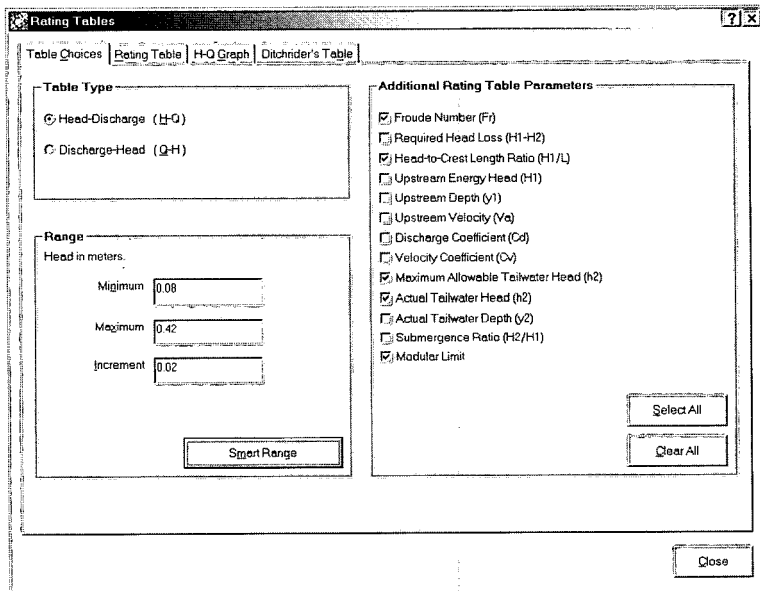 Rating Tables
Table Choices
Rating Table
H-Q Graph
Ditchrider's Table
Table Type
Head-Discharge (H-Q)
Discharge-Head (Q-H)
Range
Head in meters.
Minimum 0.08
Maximum 0.42
Increment 0.02
Smart Range
Additional Rating Table Parameters
Froude Number (Fr)
Required Head Loss (H1-H2)
Head-to-Crest Length Ratio (H1/L)
Upstream Energy Head (H1)
Upstream Depth (y1)
Upstream Velocity (Va)
Discharge Coefficient (Cd)
Velocity Coefficient (Cv)
Maximum Allowable Tailwater Head (h2)
Actual Tailwater Head (h2)
Actual Tailwater Depth (y2)
Submergence Ratio (H2/H1)
Modular Limit
Select All
Clear All
Close